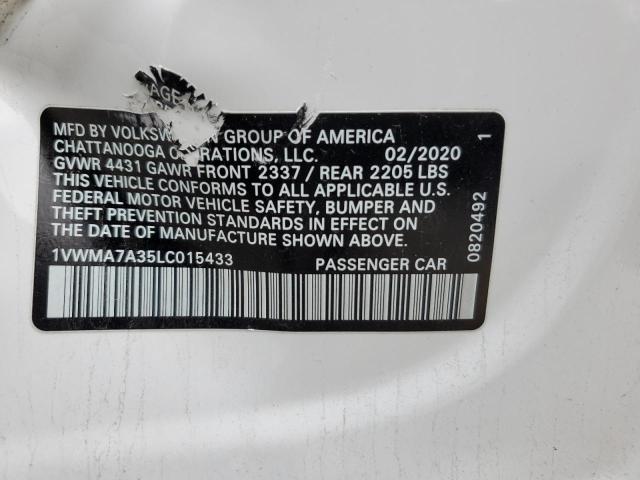 MFD BY VOLKSW GEN GROUP OF AMERICA
CHATTANOOGA OPERATIONS, LLC. 02/2020
GVWR 4431 GAWR FRONT 2337 / REAR 2205 LBS
THIS VEHICLE CONFORMS TO ALL APPLICABLE U.S.
FEDERAL MOTOR VEHICLE SAFETY, BUMPER AND
THEFT PREVENTION STANDARDS IN EFFECT ON
THE DATE OF MANUFACTURE SHOWN ABOVE.
1VWMA7A35LC015433 PASSENGER CAR
0820492 1